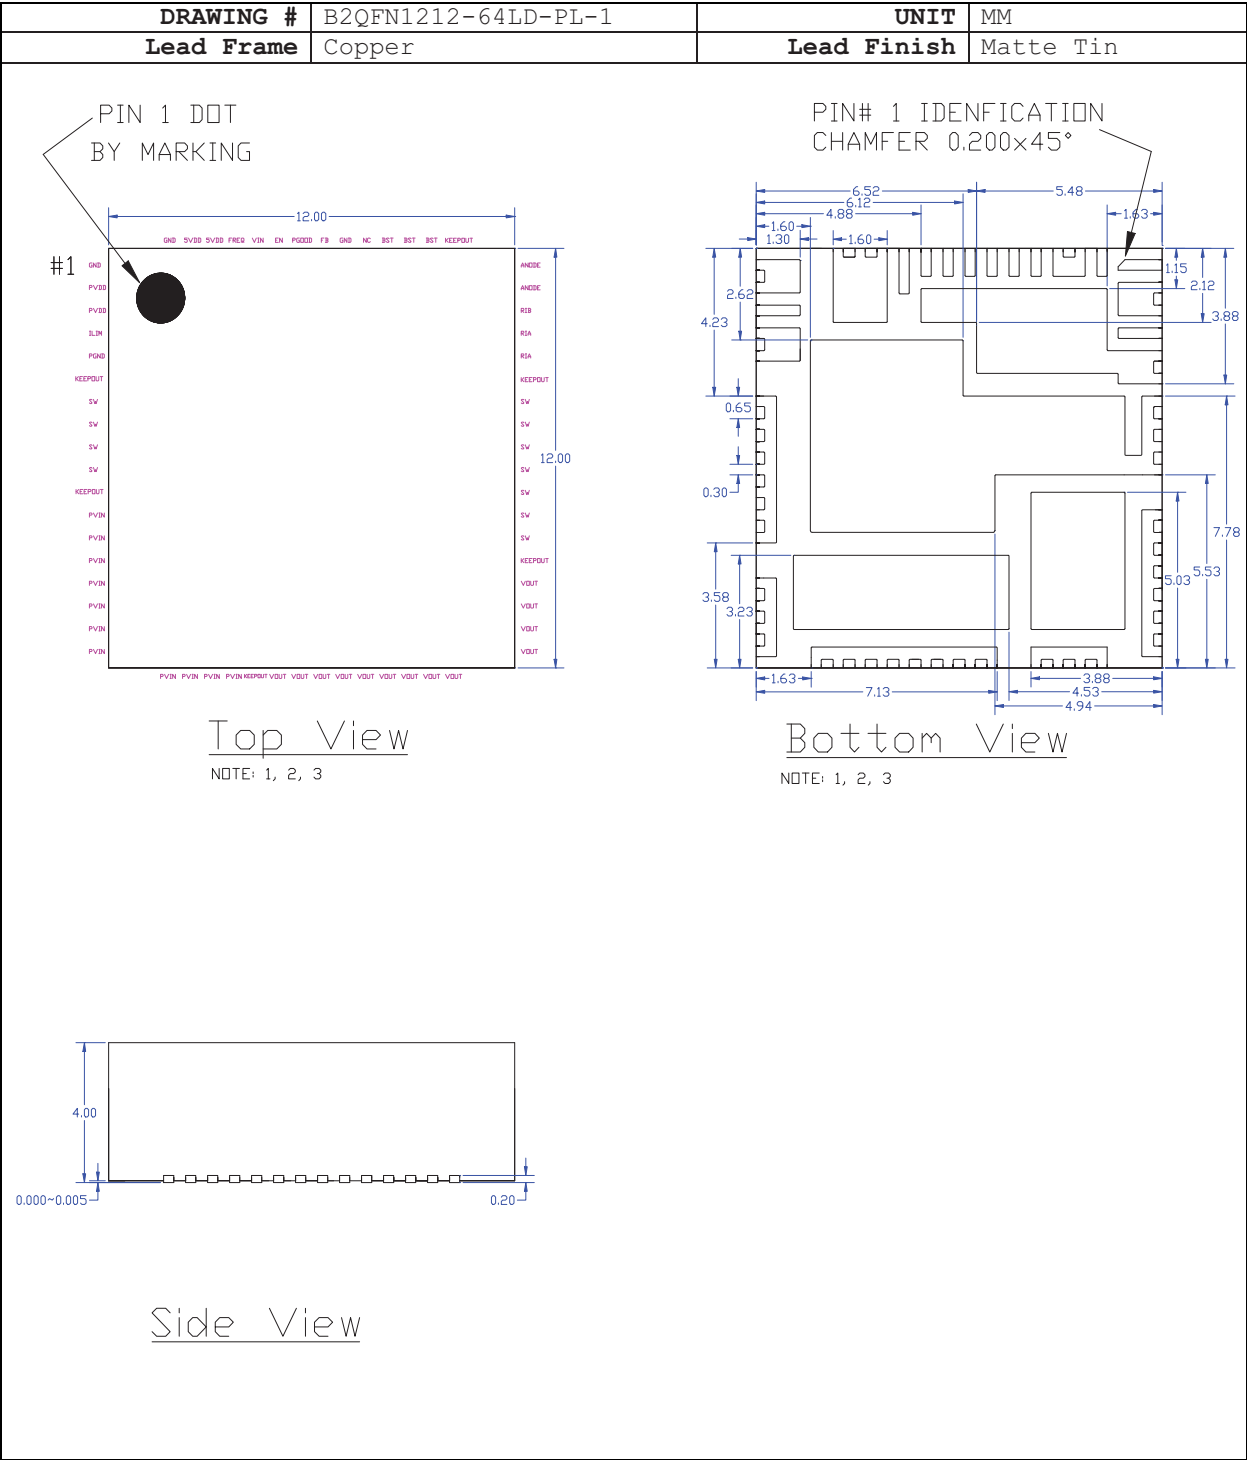 DRAWING # B2QFN1212-64LD-PL-1 UNIT MM
Lead Frame Copper Lead Finish Matte Tin
PIN 1 DOT
BY MARKING
12.00
GND 5VDD 5VDD FREQ VIN EN PGOOD FB GND NC BST BST BST KEEPOUT
#1
GND
PVDD
PVDD
ILIM
PGND
KEEPOUT
SW
SW
SW
SW
KEEPOUT
PVIN
PVIN
PVIN
PVIN
PVIN
PVIN
PVIN
ANODE
ANODE
RIB
RIA
RIA
KEEPOUT
SW
SW
SW
SW
SW
SW
SW
KEEPOUT
VOUT
VOUT
VOUT
VOUT
12.00
PVIN PVIN PVIN PVIN KEEPOUT VOUT VOUT VOUT VOUT VOUT VOUT VOUT VOUT VOUT
Top View
NOTE: 1, 2, 3
PIN# 1 IDENFICATION
CHAMFER 0.200x45°
6.52 5.48
6.12
4.88 1.63
1.60 1.60
1.30
2.62
4.23
0.65
0.30
3.58
3.23
1.15
2.12
3.88
7.78
5.53
5.03
1.63 3.88
7.13 4.53
4.94
Bottom View
NOTE: 1, 2, 3
4.00
0.000~0.005
0.20
Side View